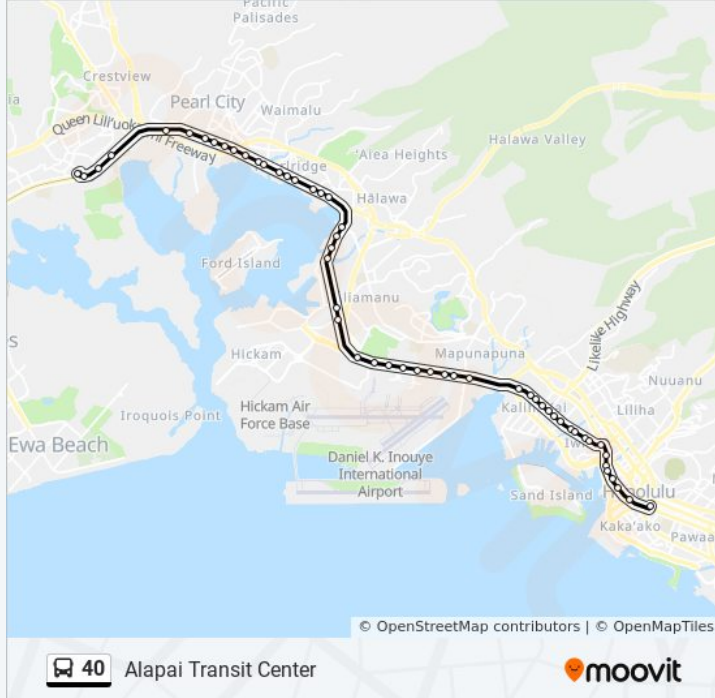 Pacific
Palisades
Crestview
Pearl City
Waimalu
Queen Lili'uok
ni Freeway
Halawa Valley
'Aiea Heights
Hālawa
Ford Island
Likelike Highway
Hickam
Mapunapuna
Nuuanu
Iroquois Point
Hickam Air
Force Base
Liliha
Ewa Beach
Daniel K. Inouye
International
Airport
Sand Island
Kaka'ako
© OpenStreetMap contributors | © OpenMapTiles
40 Alapai Transit Center
moovit